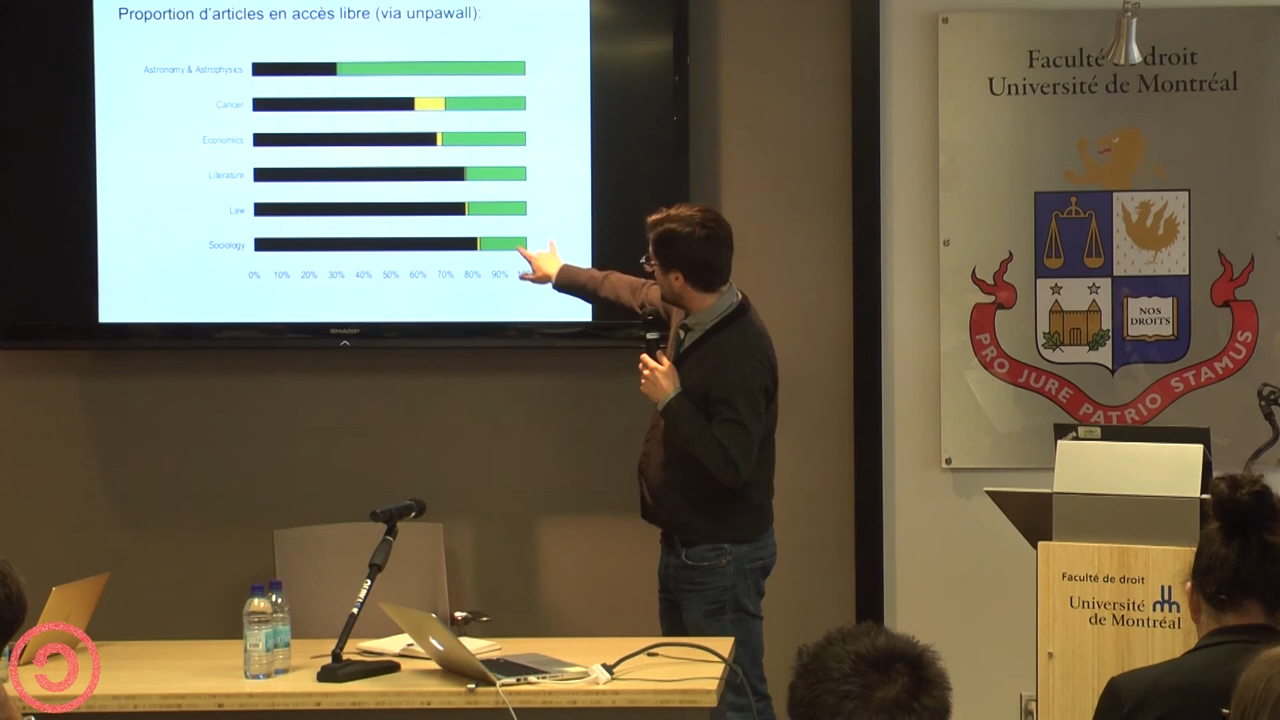 Proportion d'articles en accès libre (via unpawall):
Astronomy & Astrophysics
Cancer
Economics
Literature
Law
Sociology
0% 10% 20% 30% 40% 50% 60% 70% 80% 90%
SHARP
Faculté de droit
Université de Montréal
NOS
DROITS
PRO JURE PATRIO STAMUS
Faculté de droit
Université
de Montréal